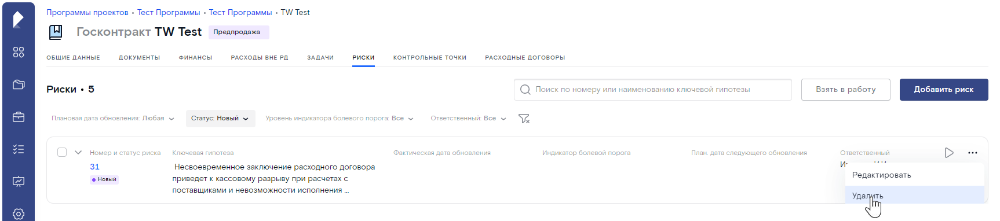 Программы проектов • Тест Программы • Тест Программы • TW Test
Госконтракт TW Test
Предпродажа
ОБЩИЕ ДАННЫЕ ДОКУМЕНТЫ ФИНАНСЫ РАСХОДЫ ВНЕ РД ЗАДАЧИ РИСКИ КОНТРОЛЬНЫЕ ТОЧКИ РАСХОДНЫЕ ДОГОВОРЫ
Риски • 5
Поиск по номеру или наименованию ключевой гипотезы
Взять в работу
Добавить риск
Плановая дата обновления: Любая
Статус: Новый
Уровень индикатора болевого порога: Все
Ответственный: Все
Номер и статус риска
31
Новый
Ключевая гипотеза
Несвоевременное заключение расходного договора
приведет к кассовому разрыву при расчетах с
поставщиками и невозможности исполнения ...
Фактическая дата обновления
Индикатор болевого порога
План. дата следующего обновления
Ответственный
Редактировать
Удалить